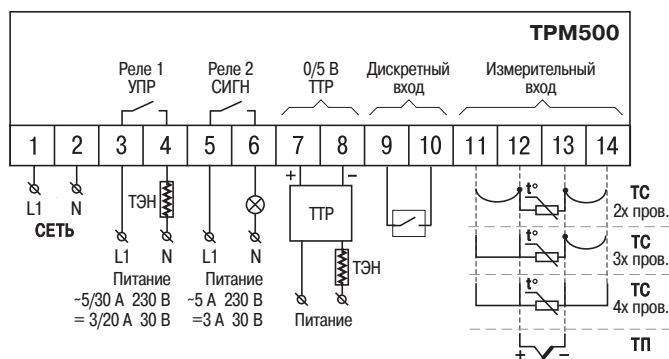 ТРМ500
Реле 1
УПР
Реле 2
СИГН
0/5 В
ТТР
Дискретный
вход
Измерительный
вход
1 2 3 4 5 6 7 8 9 10 11 12 13 14
+ –
L1 N
СЕТЬ
ТЭН
L1 N
Питание
~5/30 А 230 В
= 3/20 А 30 В
L1 N
Питание
~5 А 230 В
=3 А 30 В
ТТР
ТЭН
Питание
t°
ТС
2х пров.
t°
ТС
3х пров.
t°
ТС
4х пров.
ТП
+ –